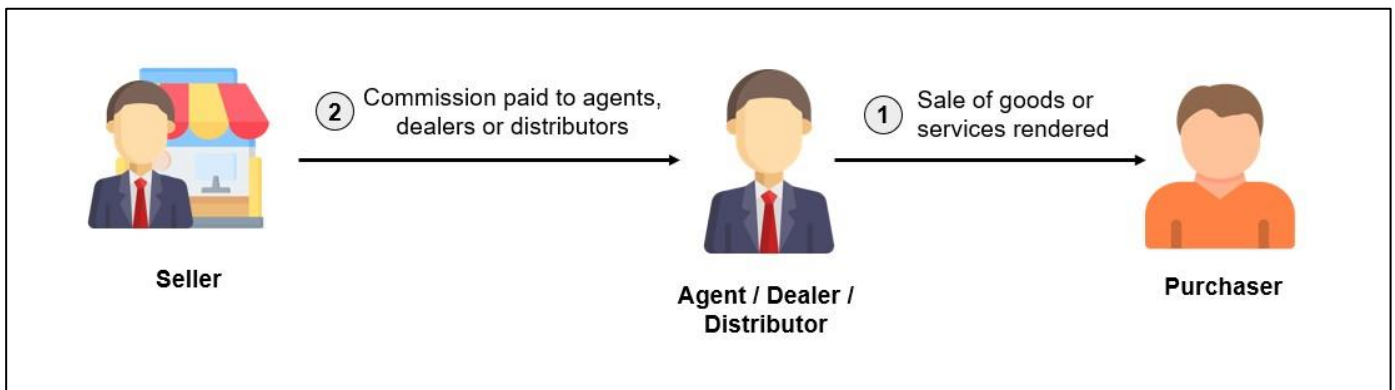 2
Commission paid to agents,
dealers or distributors
1
Sale of goods or
services rendered
Seller
Agent / Dealer /
Distributor
Purchaser